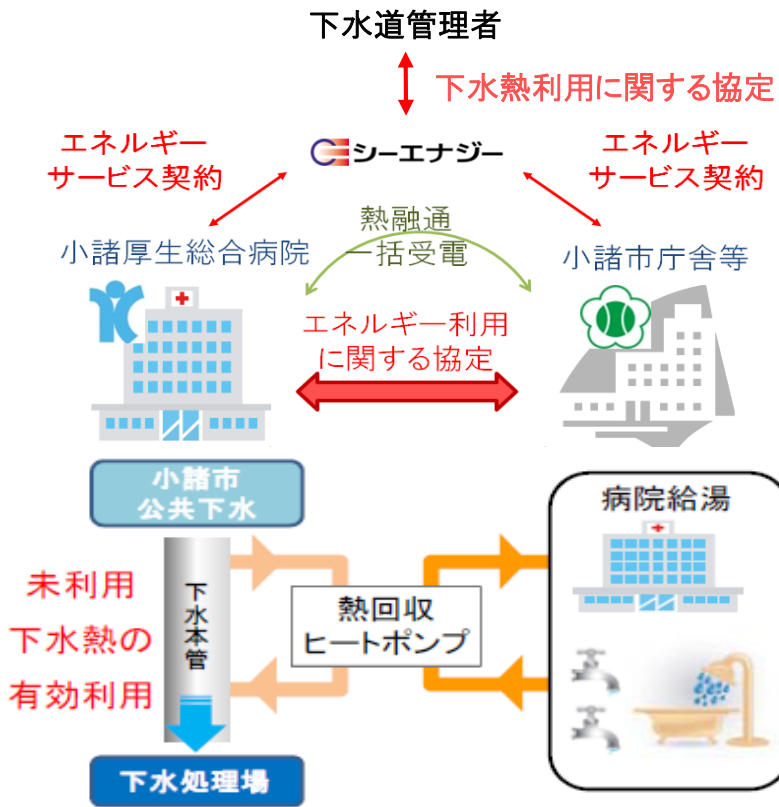 下水道管理者
下水熱利用に関する協定
エネルギー
サービス契約
シーエナジー
エネルギー
サービス契約
熱融通
一括受電
小諸厚生総合病院
小諸市庁舎等
エネルギー利用
に関する協定
小諸市
公共下水
病院給湯
未利用
下水熱の
有効利用
下水本管
熱回収
ヒートポンプ
下水処理場